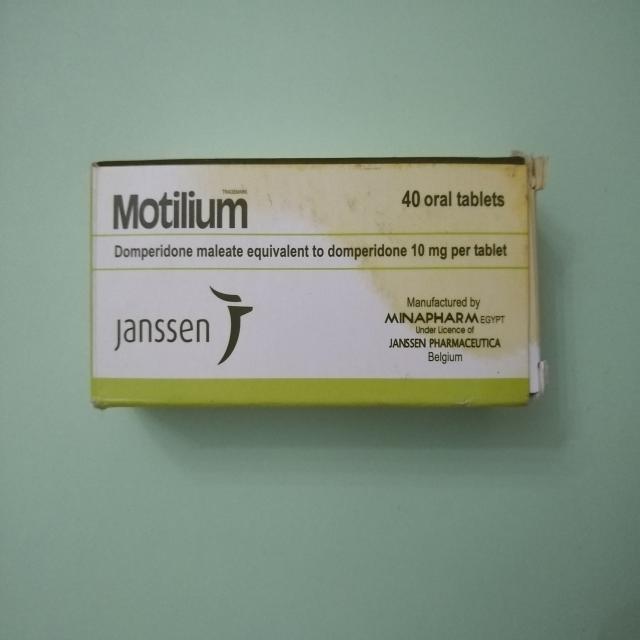 TRADEMARK
Motilium
40 oral tablets
Domperidone maleate equivalent to domperidone 10 mg per tablet
janssen
Manufactured by
MINAPHARM EGYPT
Under Licence of
JANSSEN PHARMACEUTICA
Belgium